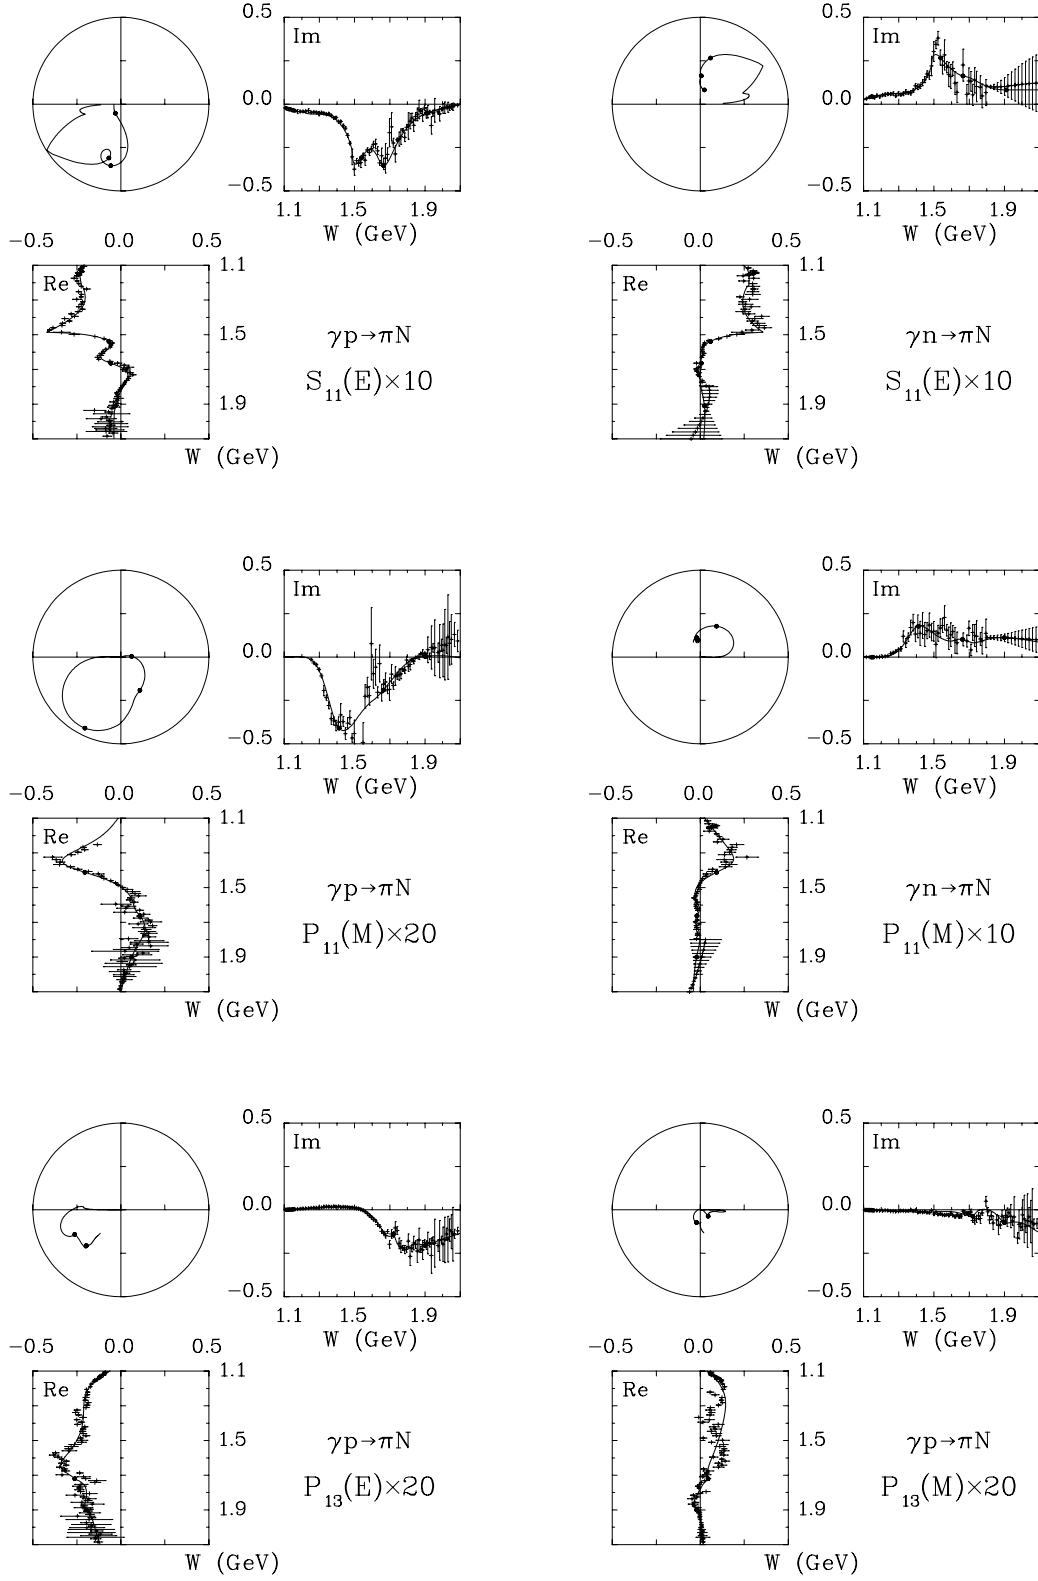 Im
0.5
0.0
−0.5
1.1 1.5 1.9
W (GeV)
−0.5 0.0 0.5
Re
1.1
1.5
1.9
W (GeV)
γp→πN
S₁₁(E)×10
Im
0.5
0.0
−0.5
1.1 1.5 1.9
W (GeV)
−0.5 0.0 0.5
Re
1.1
1.5
1.9
W (GeV)
γn→πN
S₁₁(E)×10
Im
0.5
0.0
−0.5
1.1 1.5 1.9
W (GeV)
−0.5 0.0 0.5
Re
1.1
1.5
1.9
W (GeV)
γp→πN
P₁₁(M)×20
Im
0.5
0.0
−0.5
1.1 1.5 1.9
W (GeV)
−0.5 0.0 0.5
Re
1.1
1.5
1.9
W (GeV)
γn→πN
P₁₁(M)×10
Im
0.5
0.0
−0.5
1.1 1.5 1.9
W (GeV)
−0.5 0.0 0.5
Re
1.1
1.5
1.9
W (GeV)
γp→πN
P₁₃(E)×20
Im
0.5
0.0
−0.5
1.1 1.5 1.9
W (GeV)
−0.5 0.0 0.5
Re
1.1
1.5
1.9
W (GeV)
γp→πN
P₁₃(M)×20